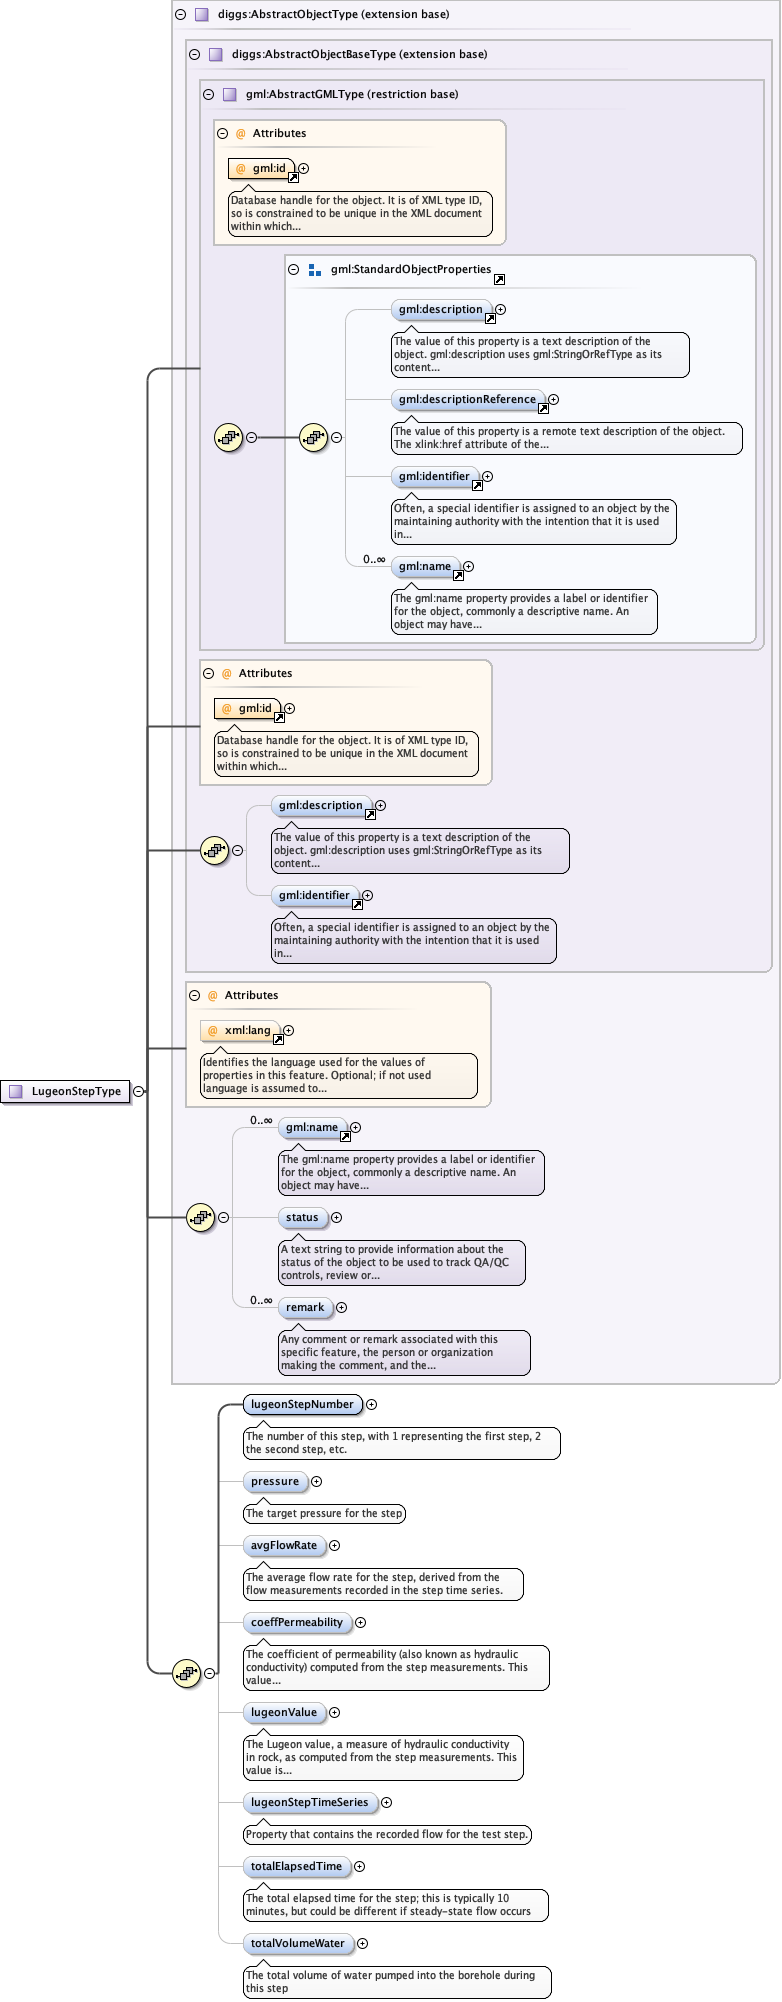 diggs:AbstractObjectType (extension base)
diggs:AbstractObjectBaseType (extension base)
gml:AbstractGMLType (restriction base)
@ Attributes
@ gml:id
Database handle for the object. It is of XML type ID,
so is constrained to be unique in the XML document
within which...
gml:StandardObjectProperties
gml:description
The value of this property is a text description of the
object. gml:description uses gml:StringOrRefType as its
content...
gml:descriptionReference
The value of this property is a remote text description of the object.
The xlink:href attribute of the...
gml:identifier
Often, a special identifier is assigned to an object by the
maintaining authority with the intention that it is used
in...
0..∞
gml:name
The gml:name property provides a label or identifier
for the object, commonly a descriptive name. An
object may have...
@ Attributes
@ gml:id
Database handle for the object. It is of XML type ID,
so is constrained to be unique in the XML document
within which...
gml:description
The value of this property is a text description of the
object. gml:description uses gml:StringOrRefType as its
content...
gml:identifier
Often, a special identifier is assigned to an object by the
maintaining authority with the intention that it is used
in...
@ Attributes
@ xml:lang
Identifies the language used for the values of
properties in this feature. Optional; if not used
language is assumed to...
LugeonStepType
0..∞
gml:name
The gml:name property provides a label or identifier
for the object, commonly a descriptive name. An
object may have...
status
A text string to provide information about the
status of the object to be used to track QA/QC
controls, review or...
0..∞
remark
Any comment or remark associated with this
specific feature, the person or organization
making the comment, and the...
lugeonStepNumber
The number of this step, with 1 representing the first step, 2
the second step, etc.
pressure
The target pressure for the step
avgFlowRate
The average flow rate for the step, derived from the
flow measurements recorded in the step time series.
coeffPermeability
The coefficient of permeability (also known as hydraulic
conductivity) computed from the step measurements. This
value...
lugeonValue
The Lugeon value, a measure of hydraulic conductivity
in rock, as computed from the step measurements. This
value is...
lugeonStepTimeSeries
Property that contains the recorded flow for the test step.
totalElapsedTime
The total elapsed time for the step; this is typically 10
minutes, but could be different if steady-state flow occurs
totalVolumeWater
The total volume of water pumped into the borehole during
this step